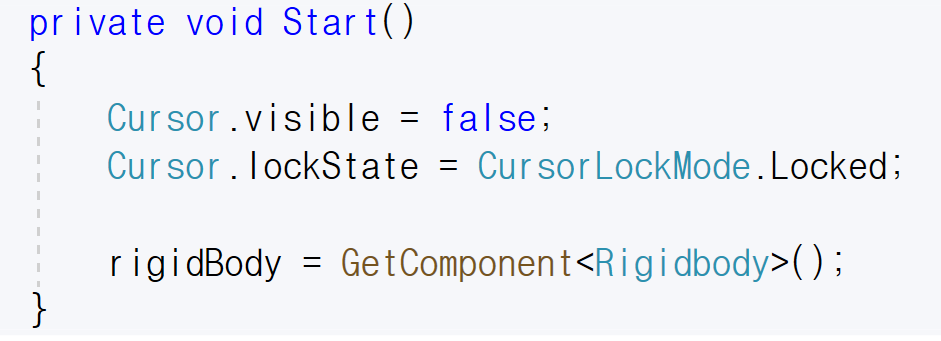 private void Start()
{
Cursor.visible = false;
Cursor.lockState = CursorLockMode.Locked;
rigidBody = GetComponent<Rigidbody>();
}